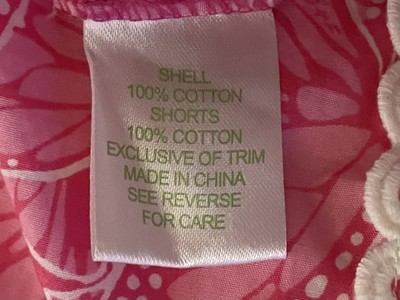 SHELL
100% COTTON
SHORTS
100% COTTON
EXCLUSIVE OF TRIM
MADE IN CHINA
SEE REVERSE
FOR CARE